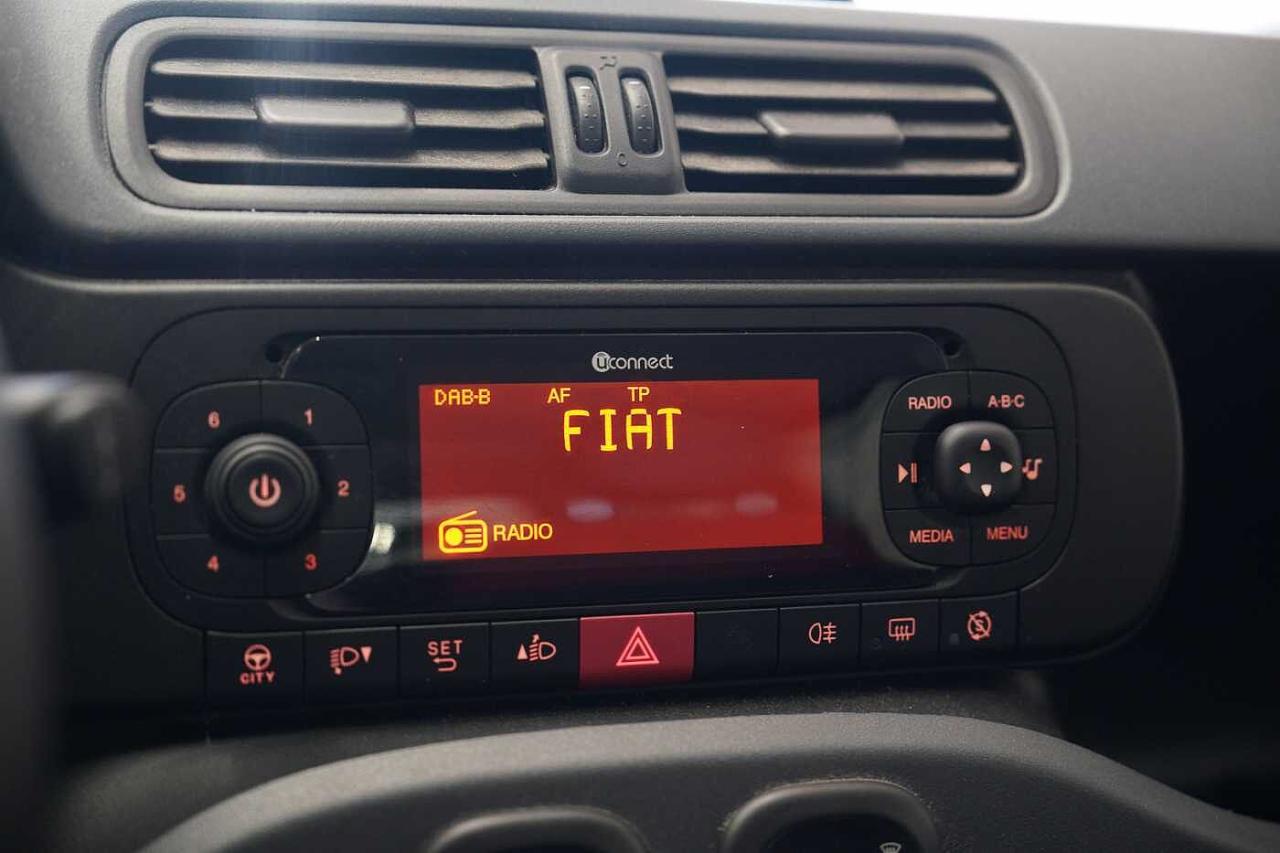 uconnect
DAB-B AF TP
FIAT
RADIO
6 1
5 2
4 3
RADIO A·B·C
MEDIA MENU
CITY
SET